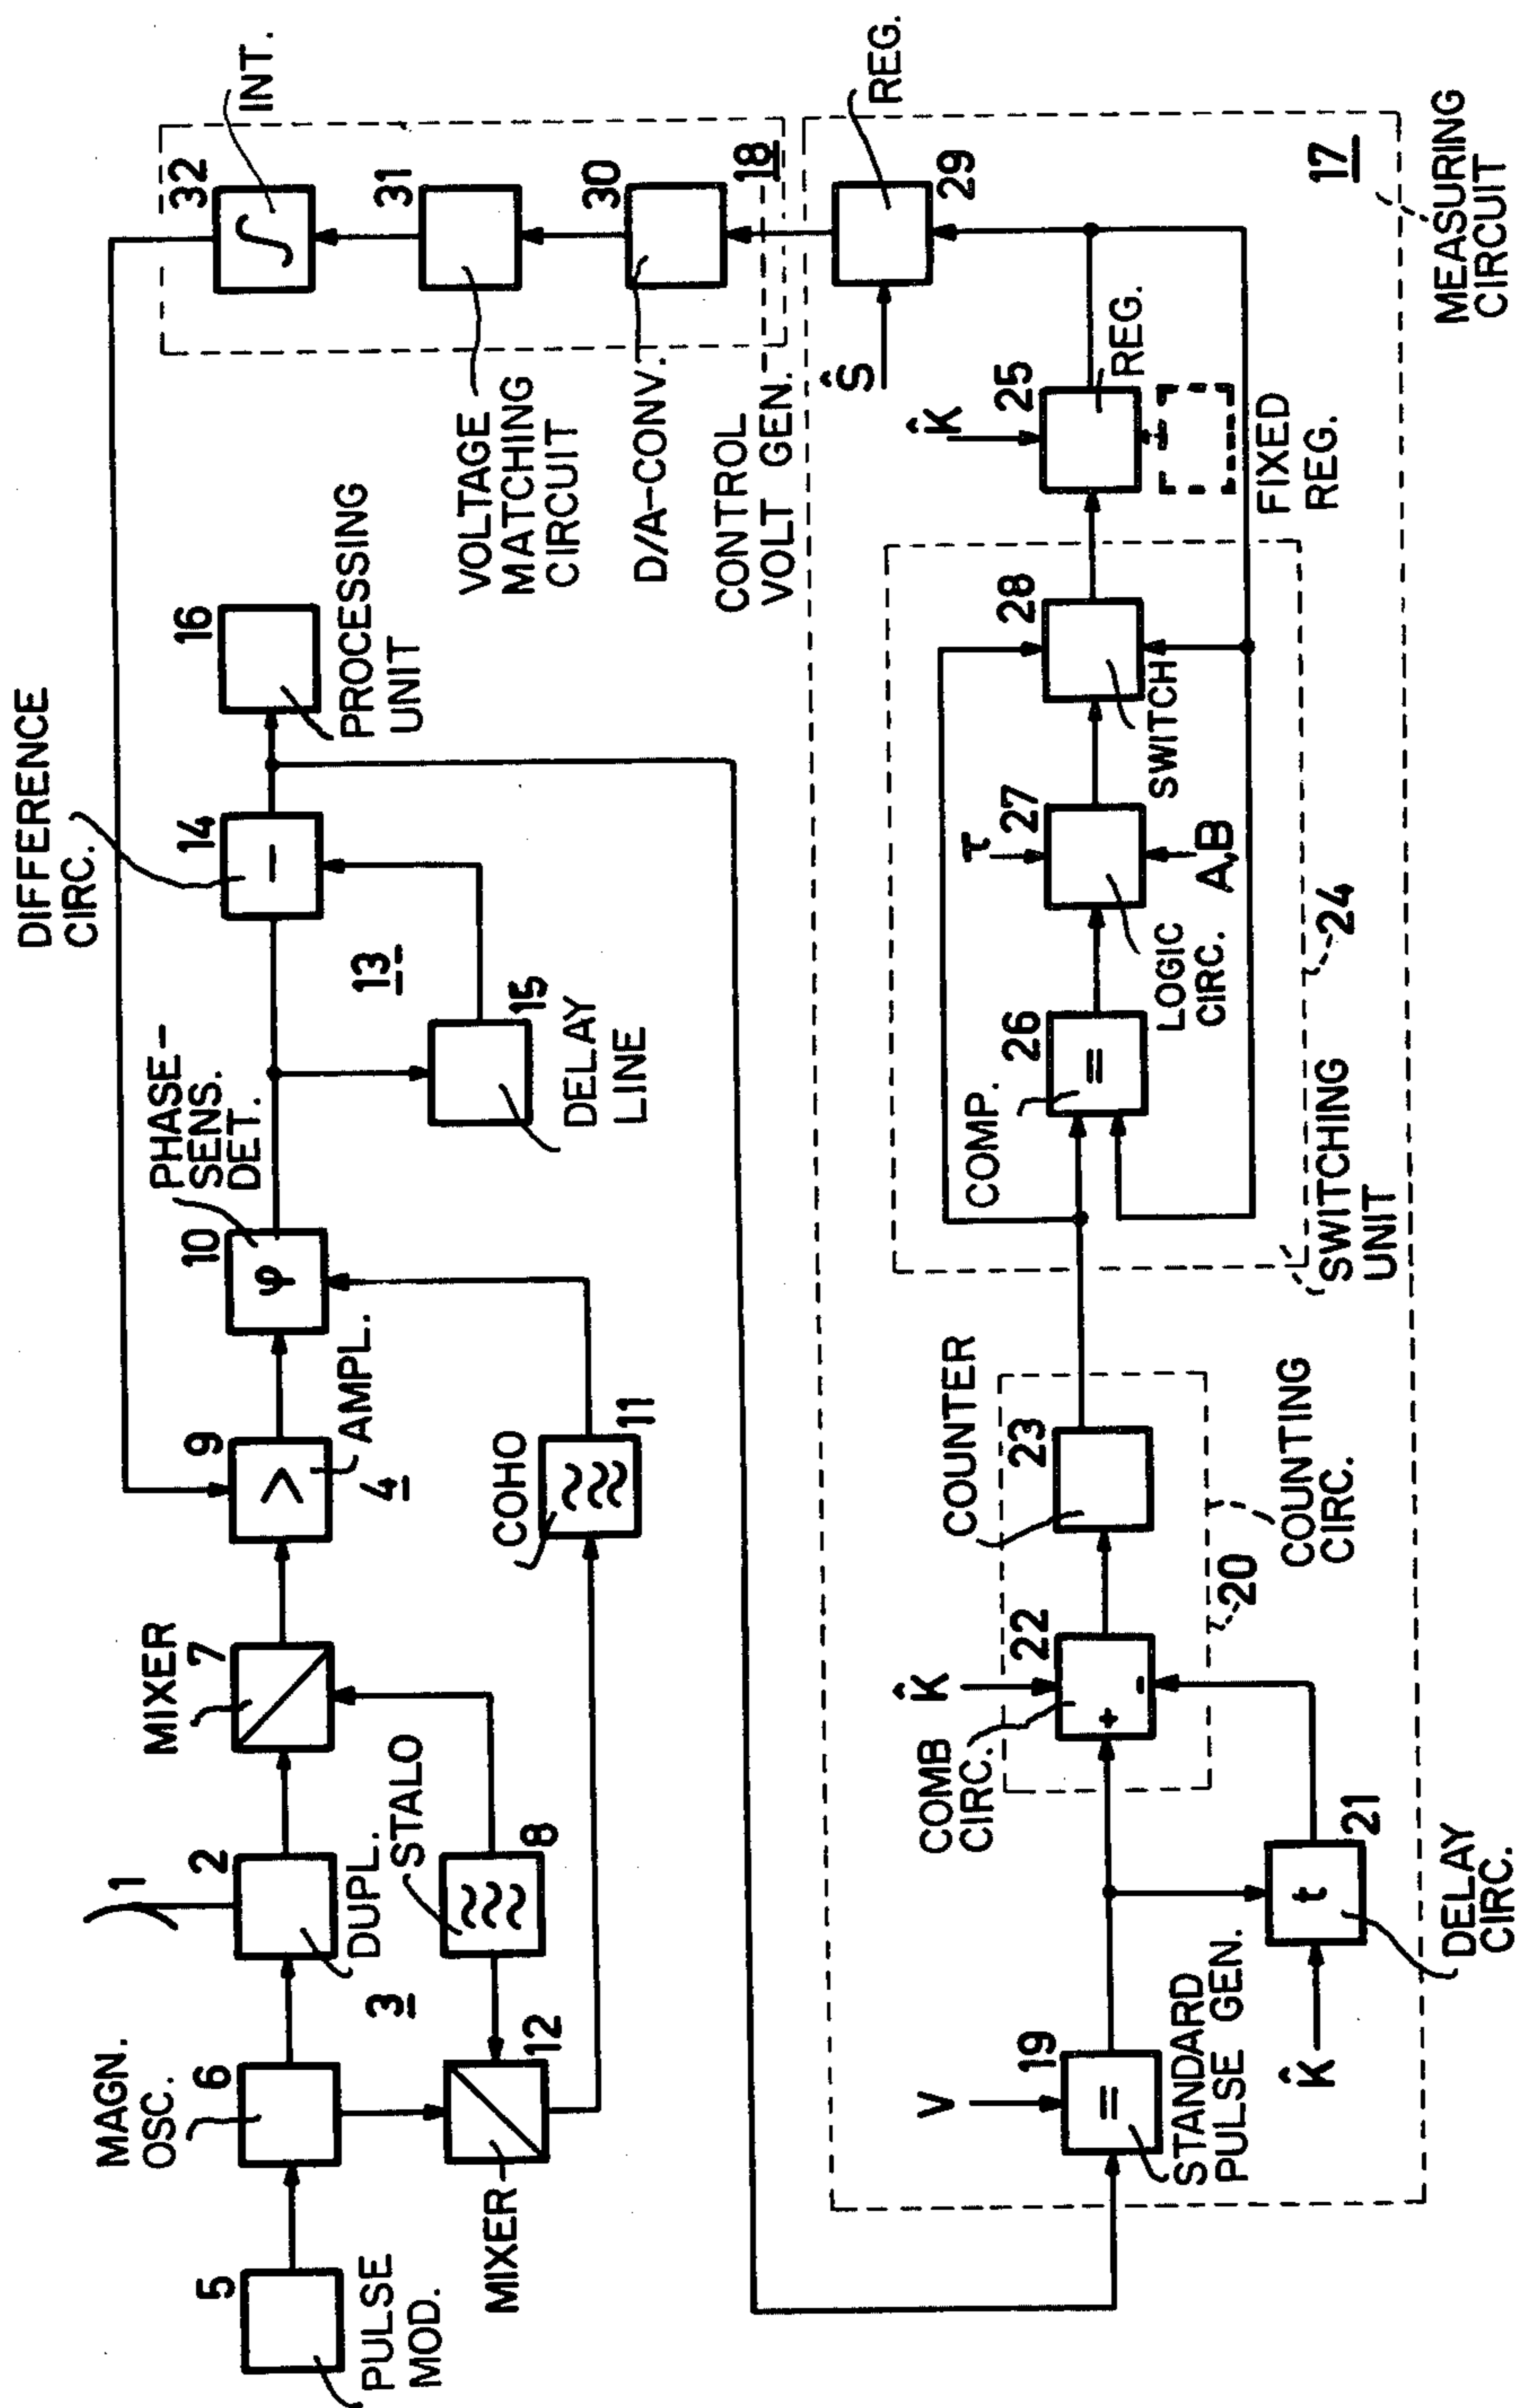 5
PULSE
MOD.
MAGN.
OSC.
6
3
12
MIXER
1
2
DUPL.
STALO
8
MIXER
7
9
AMPL.
4
COHO
11
10
φ
PHASE-
SENS.
DET.
13
15
DELAY
LINE
DIFFERENCE
CIRC.
14
−
16
PROCESSING
UNIT
32
INT.
∫
31
VOLTAGE
MATCHING
CIRCUIT
30
D/A-CONV.
18
CONTROL
VOLT GEN.
V
19
=
STANDARD
PULSE GEN.
K̂
21
t
DELAY
CIRC.
COMB
CIRC.
K̂
22
+
-
20
COUNTER
23
COUNTING
CIRC.
COMP.
26
=
LOGIC
CIRC.
τ
27
A,B
SWITCH
28
24
SWITCHING
UNIT
K̂
25
REG.
FIXED
REG.
Ŝ
29
REG.
17
MEASURING
CIRCUIT